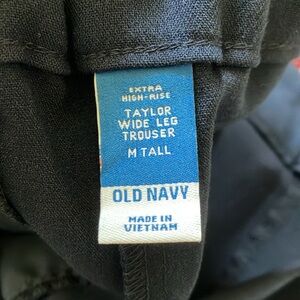 EXTRA
HIGH-RISE
TAYLOR
WIDE LEG
TROUSER
M TALL
OLD NAVY
MADE IN
VIETNAM